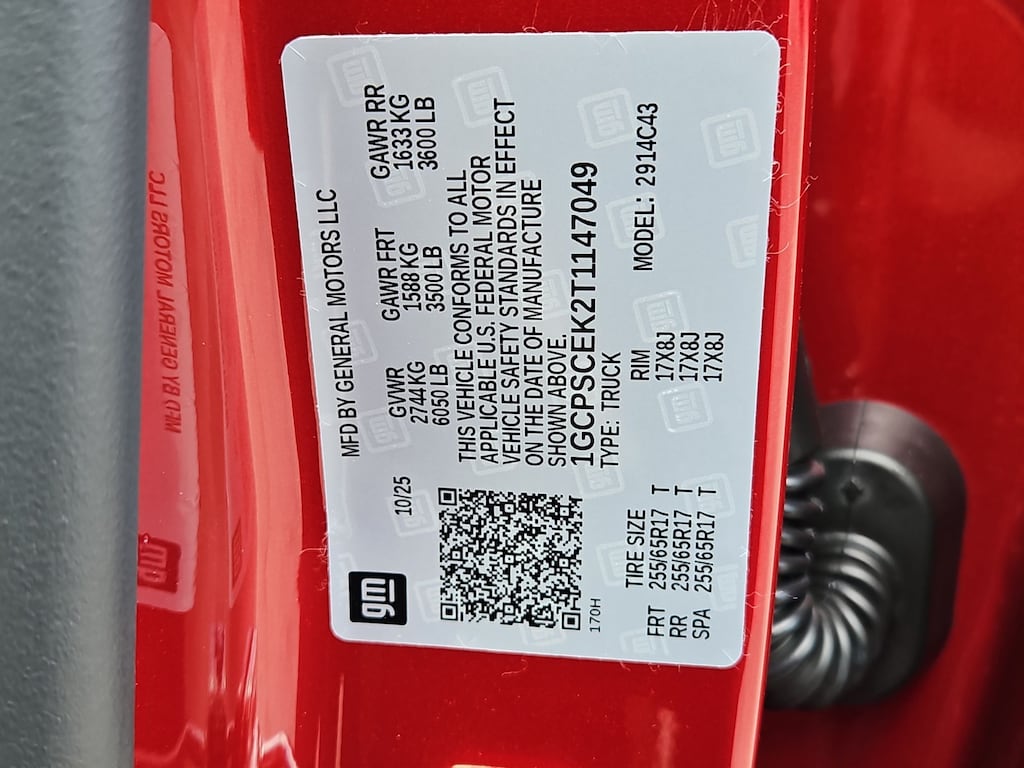 gm
10/25
MFD BY GENERAL MOTORS LLC
GVWR GAWR FRT GAWR RR
2744 KG 1588 KG 1633 KG
6050 LB 3500 LB 3600 LB
THIS VEHICLE CONFORMS TO ALL
APPLICABLE U.S. FEDERAL MOTOR
VEHICLE SAFETY STANDARDS IN EFFECT
ON THE DATE OF MANUFACTURE
SHOWN ABOVE.
1GCPSCEK2T1147049
TYPE: TRUCK
170H
TIRE SIZE RIM MODEL: 2914C43
FRT 255/65R17 T 17X8J
RR 255/65R17 T 17X8J
SPA 255/65R17 T 17X8J
MFD BY GENERAL MOTORS LLC
gm